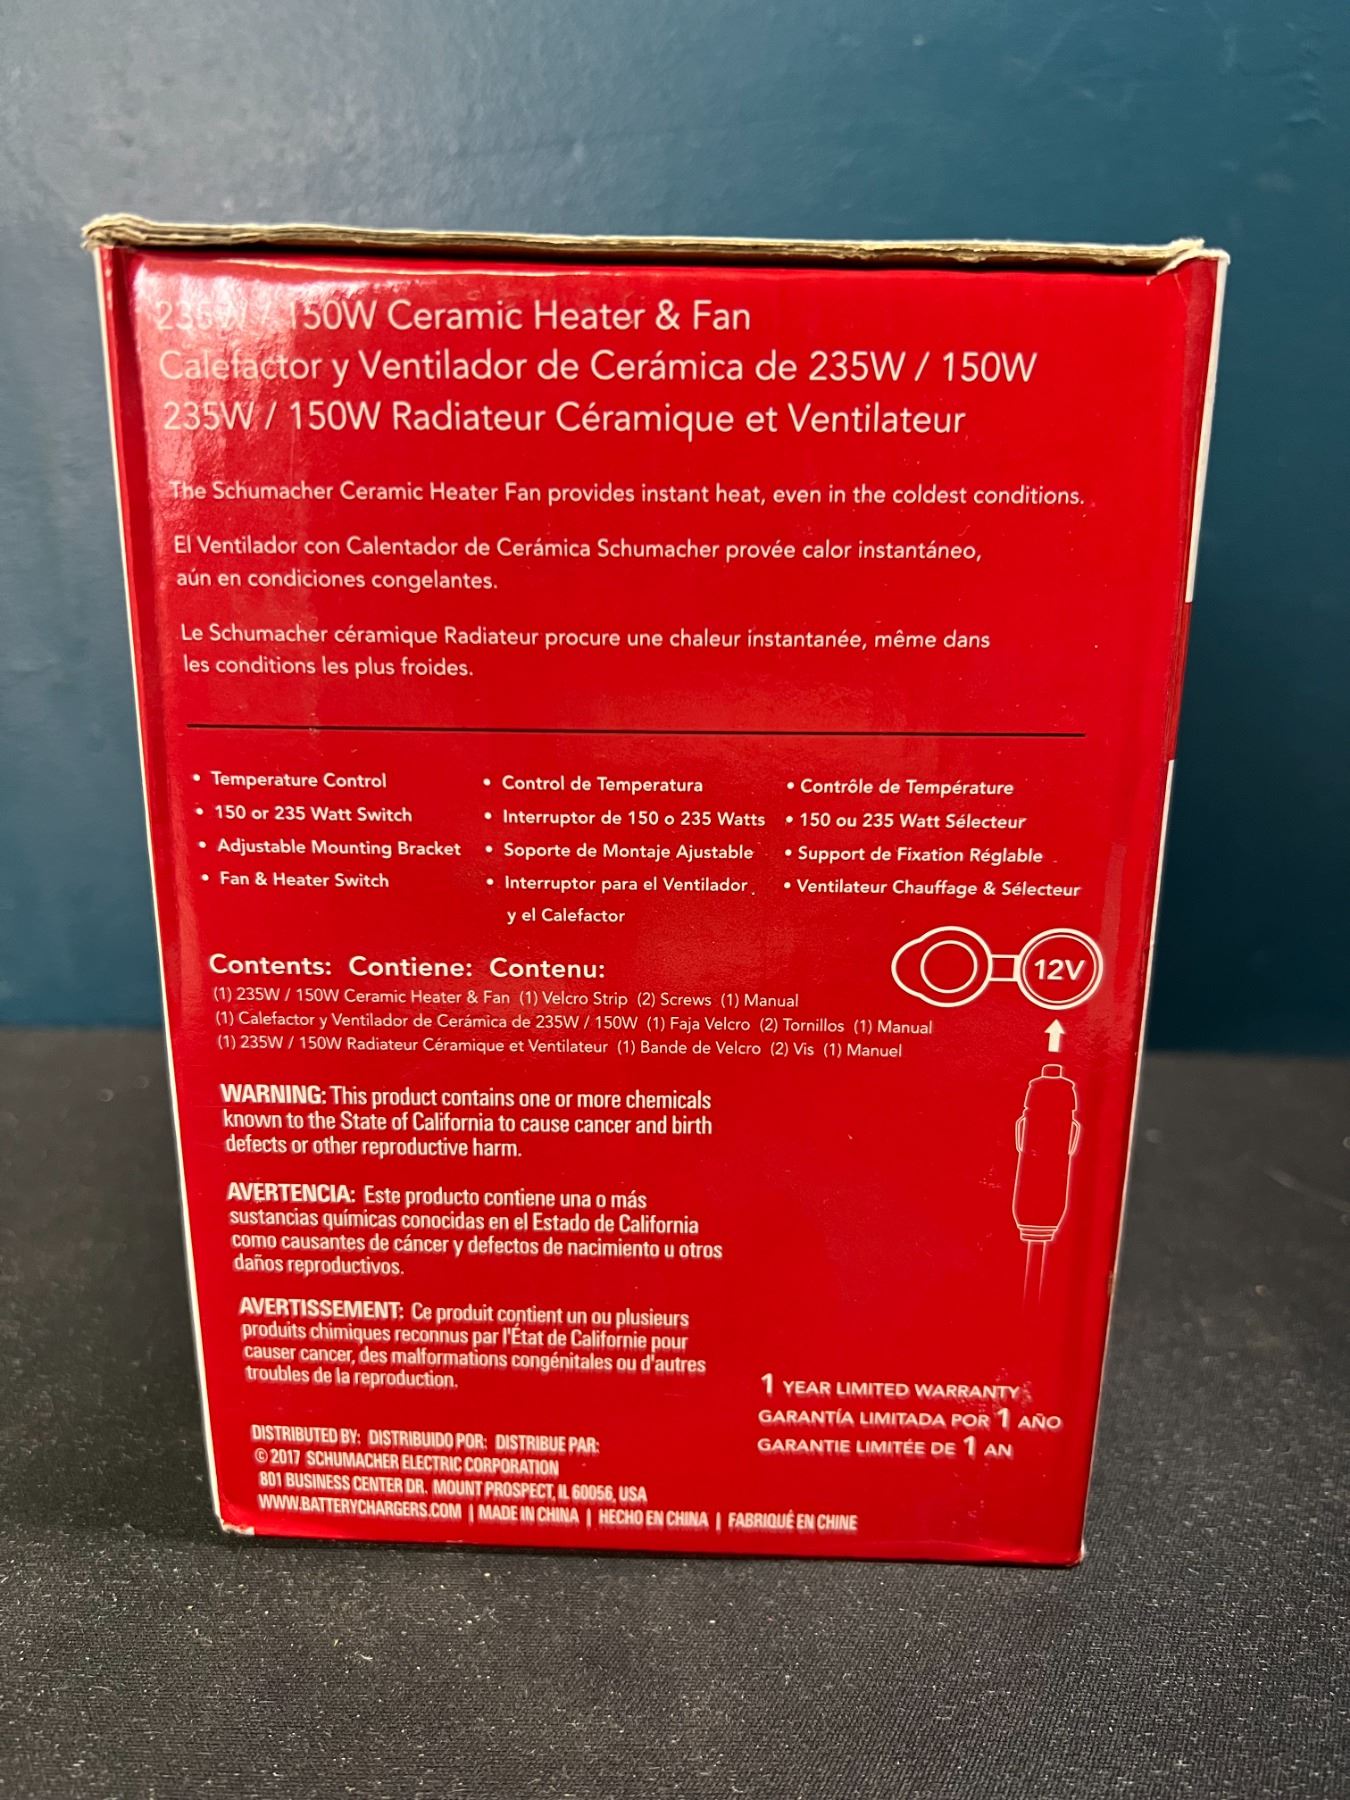 235W / 150W Ceramic Heater & Fan
Calefactor y Ventilador de Cerámica de 235W / 150W
235W / 150W Radiateur Céramique et Ventilateur
The Schumacher Ceramic Heater Fan provides instant heat, even in the coldest conditions.
El Ventilador con Calentador de Cerámica Schumacher provée calor instantáneo,
aún en condiciones congelantes.
Le Schumacher céramique Radiateur procure une chaleur instantanée, même dans
les conditions les plus froides.
• Temperature Control
• 150 or 235 Watt Switch
• Adjustable Mounting Bracket
• Fan & Heater Switch
• Control de Temperatura
• Interruptor de 150 o 235 Watts
• Soporte de Montaje Ajustable
• Interruptor para el Ventilador
y el Calefactor
• Contrôle de Température
• 150 ou 235 Watt Sélecteur
• Support de Fixation Réglable
• Ventilateur Chauffage & Sélecteur
Contents: Contiene: Contenu:
(1) 235W / 150W Ceramic Heater & Fan (1) Velcro Strip (2) Screws (1) Manual
(1) Calefactor y Ventilador de Cerámica de 235W / 150W (1) Faja Velcro (2) Tornillos (1) Manual
(1) 235W / 150W Radiateur Céramique et Ventilateur (1) Bande de Velcro (2) Vis (1) Manuel
12V
WARNING: This product contains one or more chemicals
known to the State of California to cause cancer and birth
defects or other reproductive harm.
AVERTENCIA: Este producto contiene una o más
sustancias químicas conocidas en el Estado de California
como causantes de cáncer y defectos de nacimiento u otros
daños reproductivos.
AVERTISSEMENT: Ce produit contient un ou plusieurs
produits chimiques reconnus par l'État de Californie pour
causer cancer, des malformations congénitales ou d'autres
troubles de la reproduction.
1 YEAR LIMITED WARRANTY
GARANTÍA LIMITADA POR 1 AÑO
GARANTIE LIMITÉE DE 1 AN
DISTRIBUTED BY: DISTRIBUIDO POR: DISTRIBUE PAR:
© 2017 SCHUMACHER ELECTRIC CORPORATION
801 BUSINESS CENTER DR. MOUNT PROSPECT, IL 60056, USA
WWW.BATTERYCHARGERS.COM | MADE IN CHINA | HECHO EN CHINA | FABRIQUÉ EN CHINE